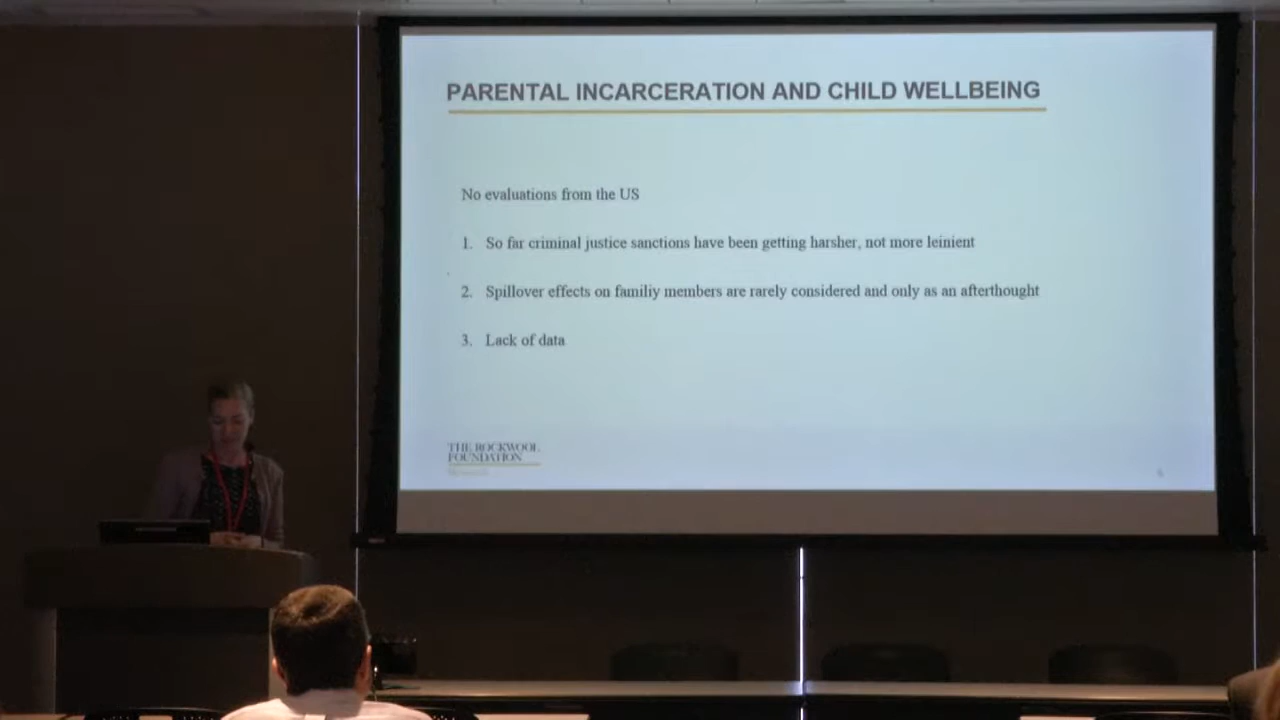 PARENTAL INCARCERATION AND CHILD WELLBEING
No evaluations from the US
1. So far criminal justice sanctions have been getting harsher, not more leinient
2. Spillover effects on familiy members are rarely considered and only as an afterthought
3. Lack of data
THE ROCKWOOL
FOUNDATION